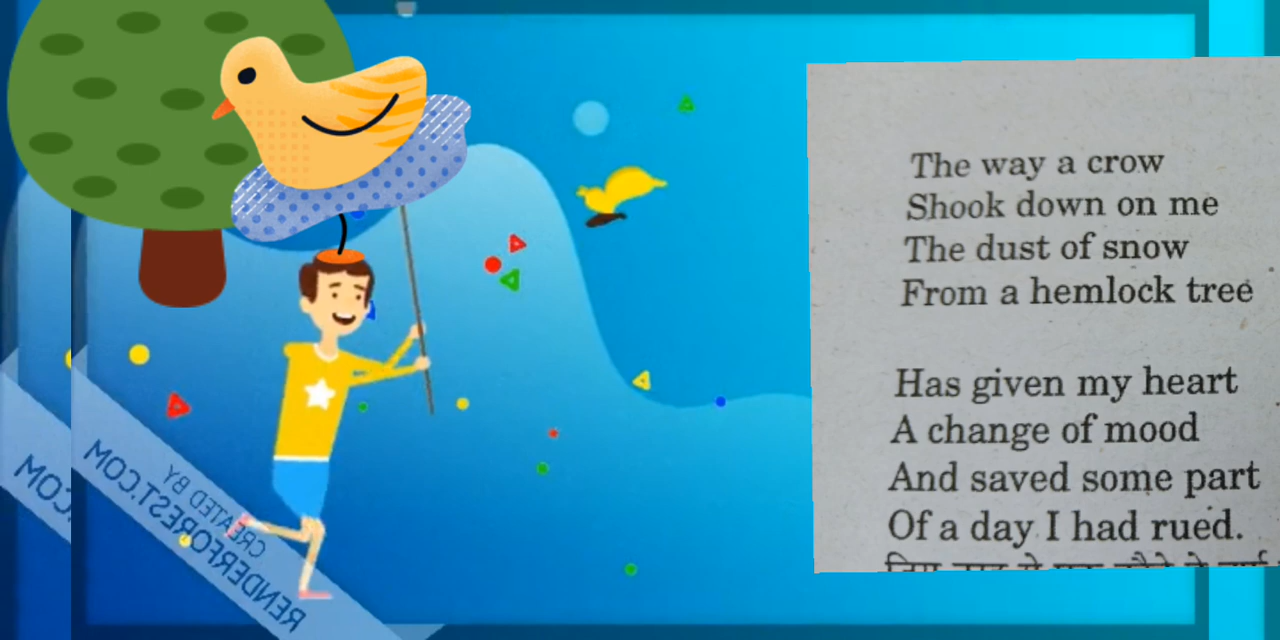 The way a crow
Shook down on me
The dust of snow
From a hemlock tree
Has given my heart
A change of mood
And saved some part
Of a day I had rued.
CREATED BY
RENDERFOREST.COM
.COM